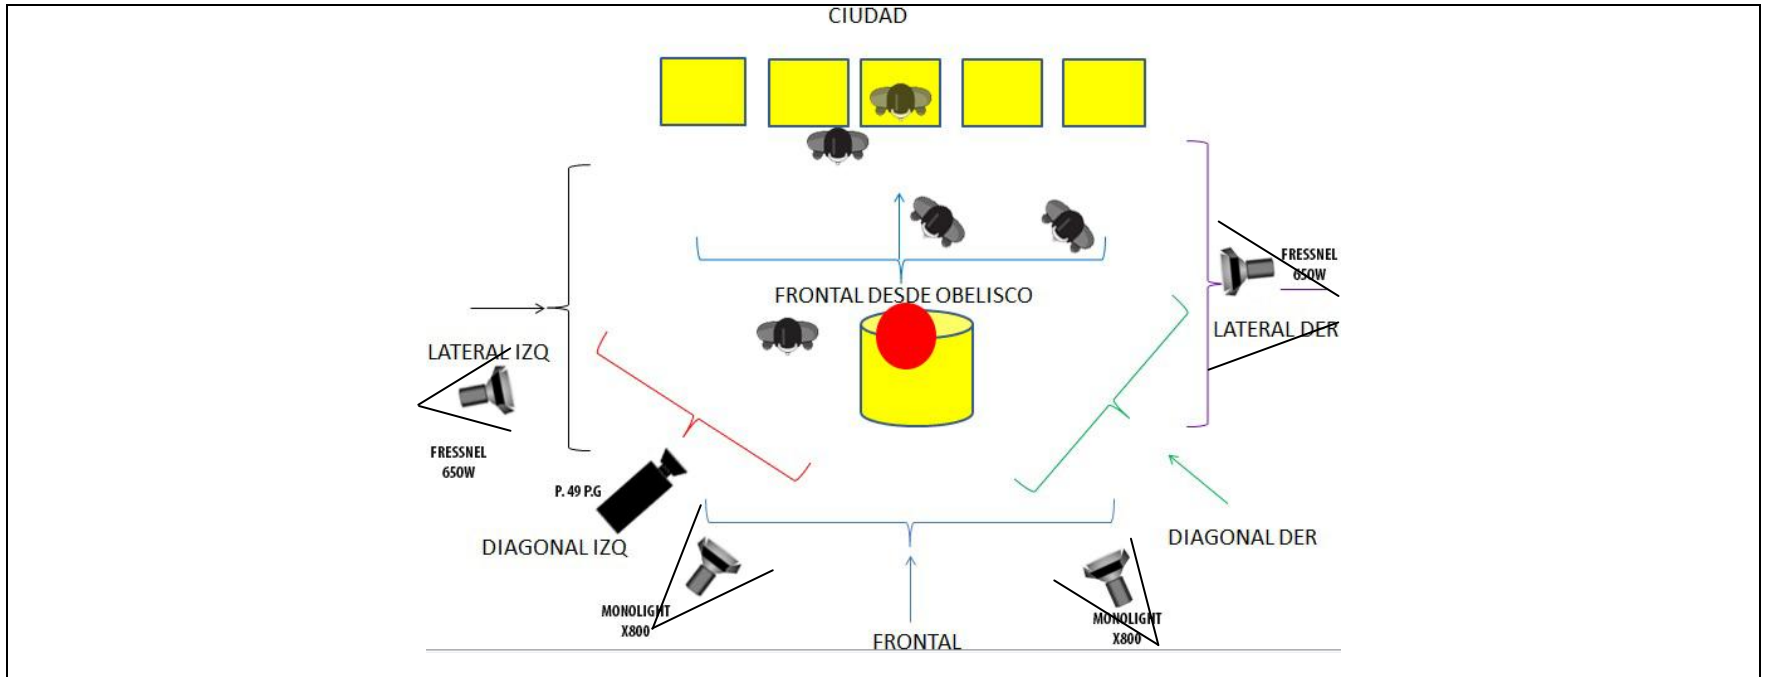 CIUDAD
FRESSNEL
650W
FRONTAL DESDE OBELISCO
LATERAL DER
LATERAL IZQ
FRESSNEL
650W
P. 49 P.G
DIAGONAL IZQ
DIAGONAL DER
MONOLIGHT
X800
MONOLIGHT
X800
FRONTAL